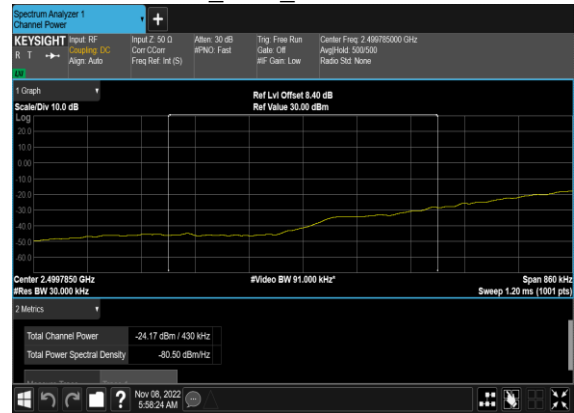 Spectrum Analyzer 1
Channel Power
+
KEYSIGHT Input: RF Input Z: 50 Ω Atten: 30 dB Trig: Free Run Center Freq: 2.499785000 GHz
R T Coupling: DC Corr CCorr #PNO: Fast Gate: Off Avg|Hold: 500/500
Align: Auto Freq Ref: Int (S) #IF Gain: Low Radio Std: None
1 Graph
Ref Lvl Offset 8.40 dB
Scale/Div 10.0 dB Ref Value 30.00 dBm
Log
20.0
10.0
0.00
-10.0
-20.0
-30.0
-40.0
-50.0
-60.0
Center 2.4997850 GHz #Video BW 91.000 kHz* Span 860 kHz
#Res BW 30.000 kHz Sweep 1.20 ms (1001 pts)
2 Metrics
Total Channel Power -24.17 dBm / 430 kHz
Total Power Spectral Density -80.50 dBm/Hz
? Nov 08, 2022
5:58:24 AM